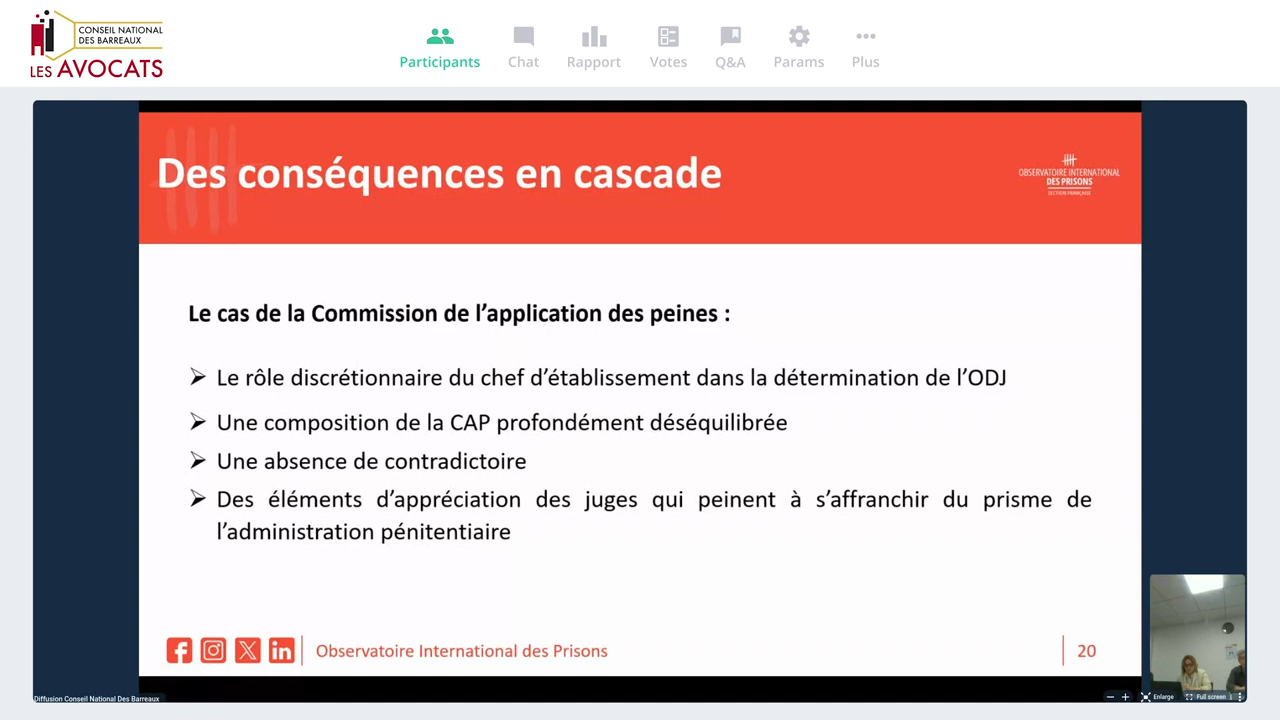 CONSEIL NATIONAL
DES BARREAUX
LES AVOCATS
Participants
Chat
Rapport
Votes
Q&A
Params
Plus
Des conséquences en cascade
OBSERVATOIRE INTERNATIONAL
DES PRISONS
SECTION FRANÇAISE
Le cas de la Commission de l’application des peines :
Le rôle discrétionnaire du chef d’établissement dans la détermination de l’ODJ
Une composition de la CAP profondément déséquilibrée
Une absence de contradictoire
Des éléments d’appréciation des juges qui peinent à s’affranchir du prisme de
l’administration pénitentiaire
Observatoire International des Prisons
20
Diffusion Conseil National Des Barreaux
Enlarge
Full screen